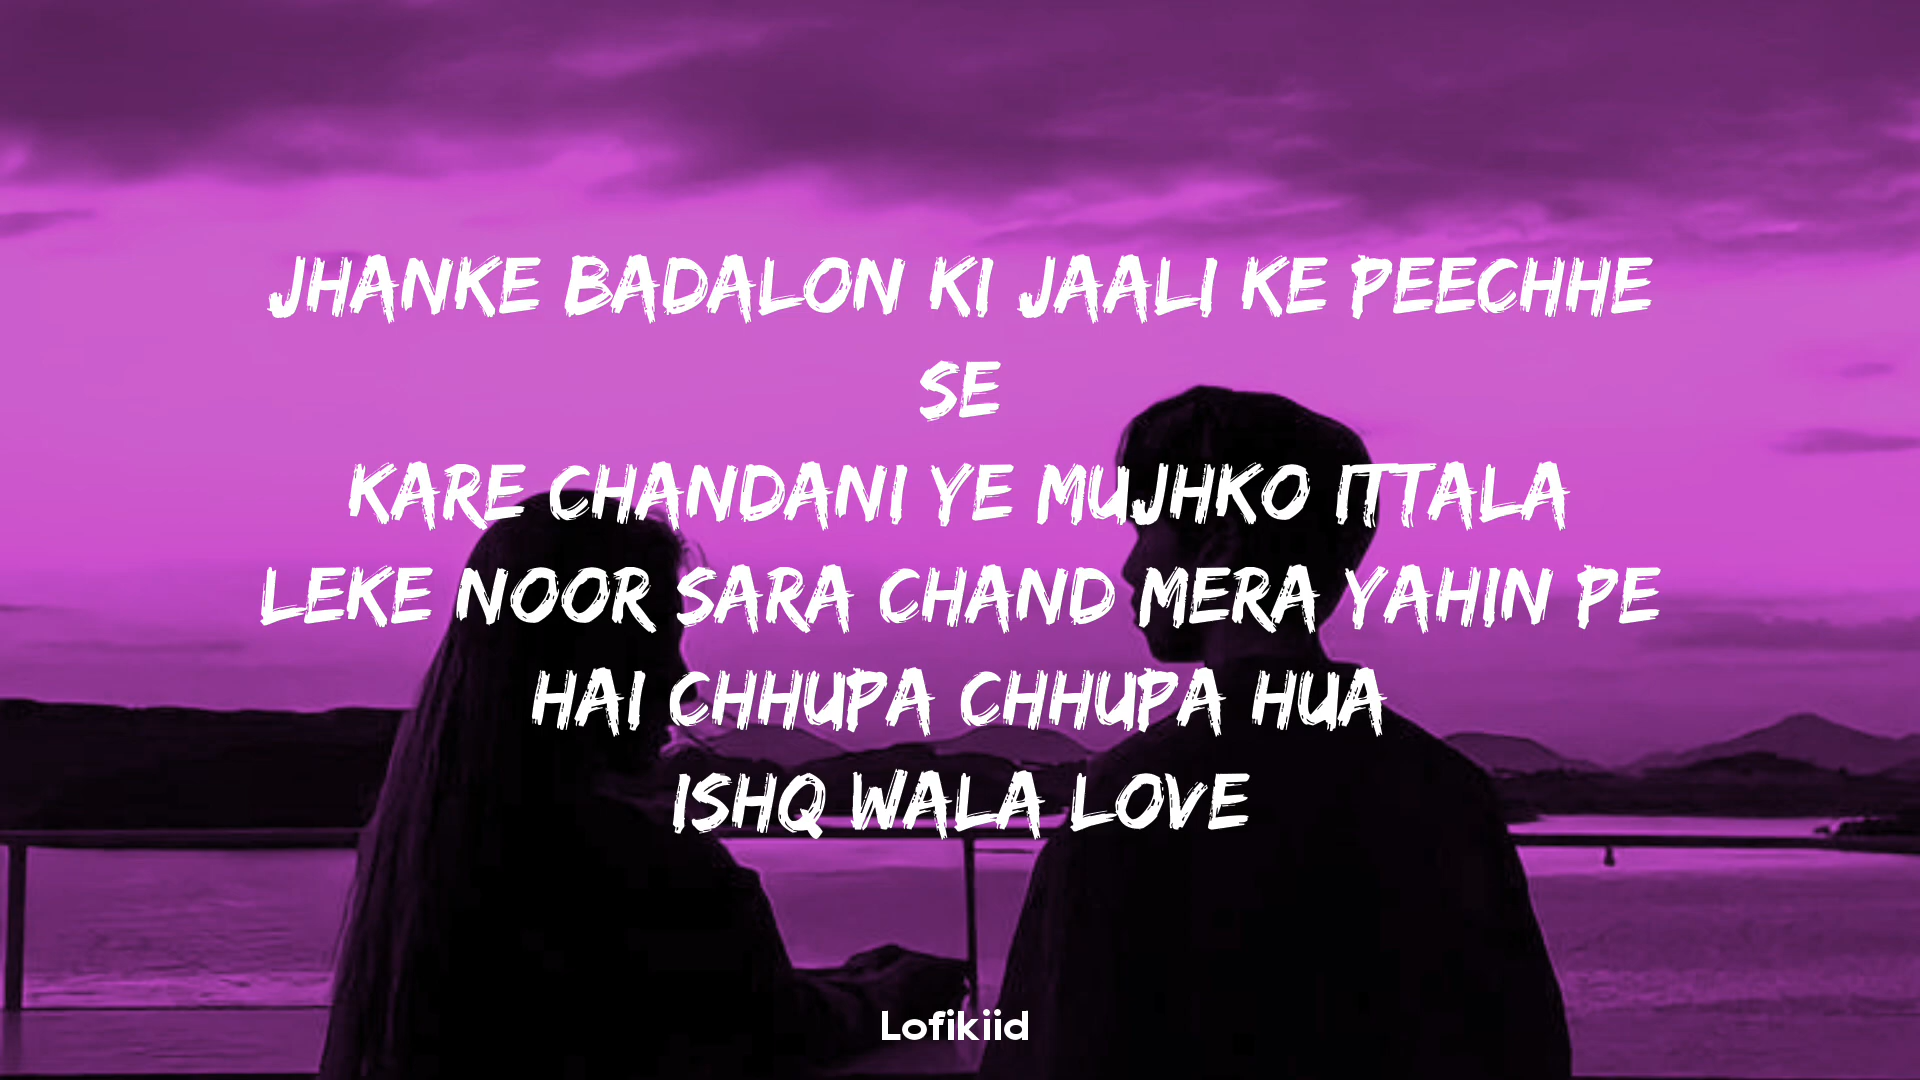 JHANKE BADALON KI JAALI KE PEECHHE
SE
KARE CHANDANI YE MUJHKO ITTALA
LEKE NOOR SARA CHAND MERA YAHIN PE
HAI CHHUPA CHHUPA HUA
ISHQ WALA LOVE
Lofikiid